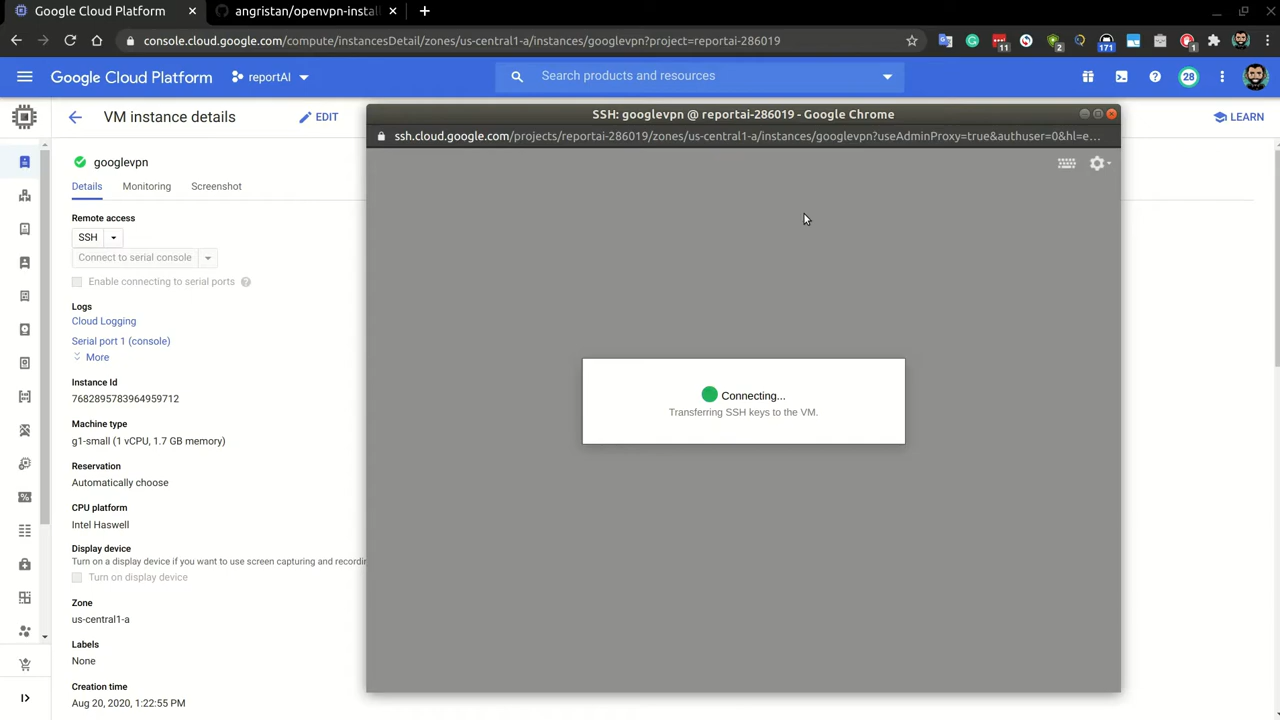 Google Cloud Platform
angristan/openvpn-instal
console.cloud.google.com/compute/instancesDetail/zones/us-central1-a/instances/googlevpn?project=reportai-286019
11
2
171
1
Google Cloud Platform
reportAI
Search products and resources
28
VM instance details
EDIT
LEARN
SSH: googlevpn @ reportai-286019 - Google Chrome
ssh.cloud.google.com/projects/reportai-286019/zones/us-central1-a/instances/googlevpn?useAdminProxy=true&authuser=0&hl=e...
googlevpn
Details
Monitoring
Screenshot
Remote access
SSH
Connect to serial console
Enable connecting to serial ports
Logs
Cloud Logging
Serial port 1 (console)
More
Instance Id
7682895783964959712
Machine type
g1-small (1 vCPU, 1.7 GB memory)
Reservation
Automatically choose
CPU platform
Intel Haswell
Display device
Turn on a display device if you want to use screen capturing and recordin
Turn on display device
Zone
us-central1-a
Labels
None
Creation time
Aug 20, 2020, 1:22:55 PM
Connecting...
Transferring SSH keys to the VM.